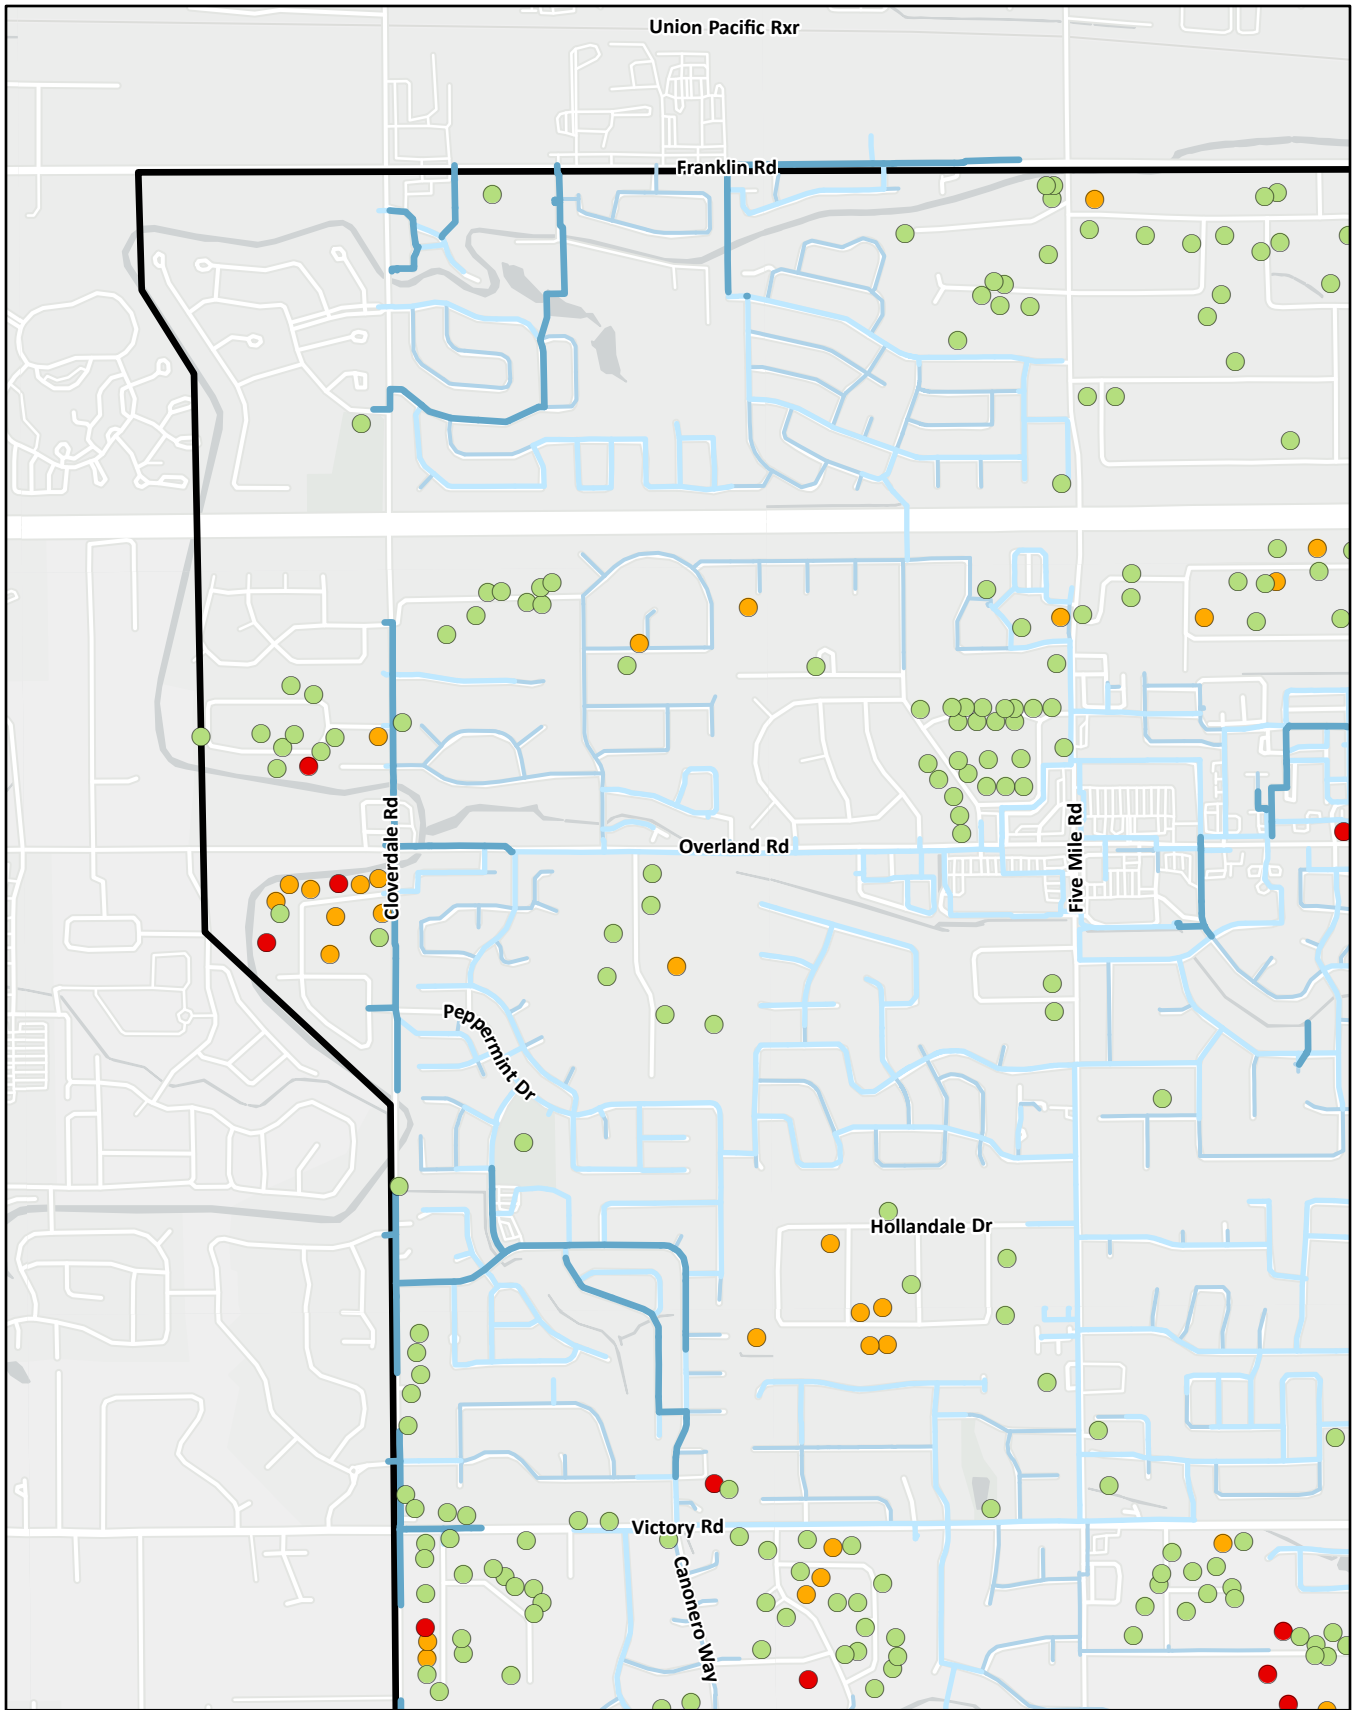 Union Pacific Rxr
Franklin Rd
Cloverdale Rd
Overland Rd
Five Mile Rd
Peppermint Dr
Hollandale Dr
Victory Rd
Canonero Way